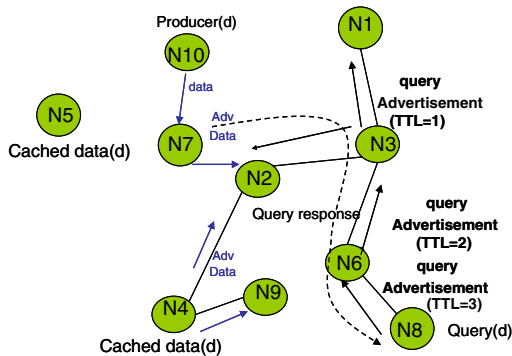 Producer(d)
N1
N10
data
query
Advertisement
(TTL=1)
N5
Adv
Data
N7
N3
Cached data(d)
N2
Query response
query
Advertisement
(TTL=2)
Adv
Data
N6
query
Advertisement
(TTL=3)
N9
N4
N8
Query(d)
Cached data(d)